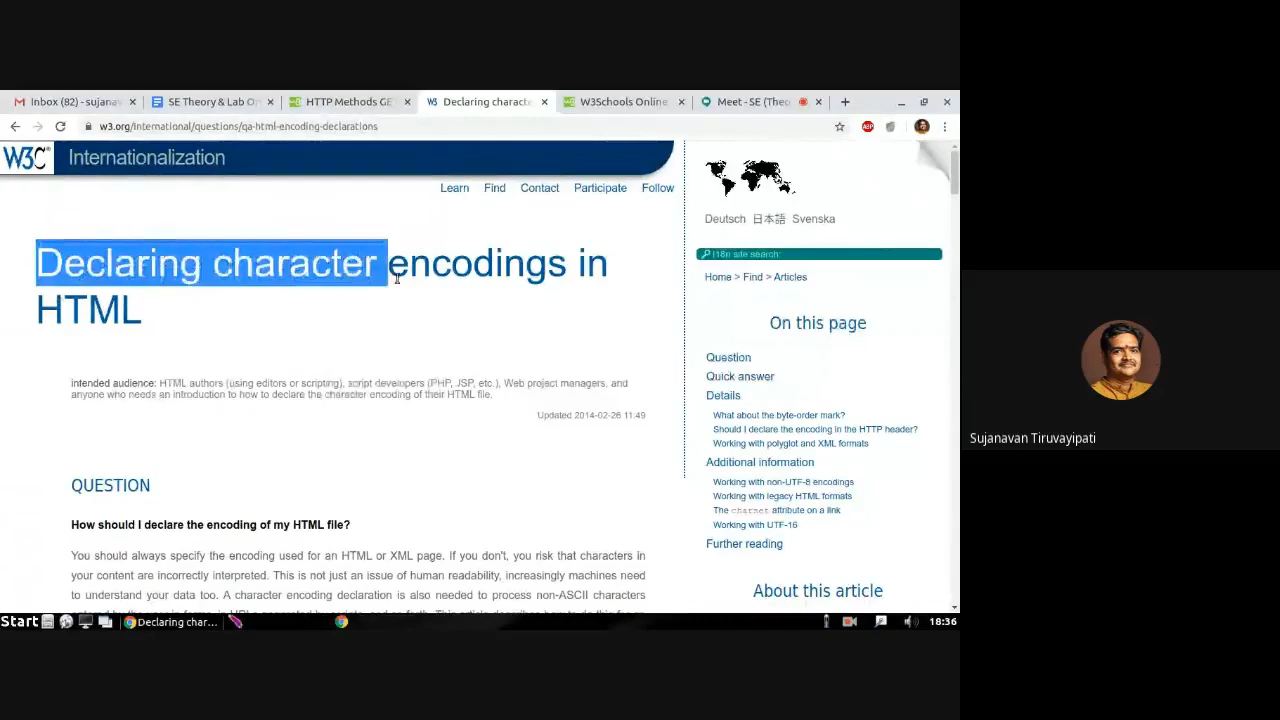 Inbox (82) - sujana
SE Theory & Lab O
HTTP Methods GE
Declaring characte
W3Schools Online
Meet - SE (Theo
w3.org/International/questions/qa-html-encoding-declarations
ABP
W3C® Internationalization
Learn Find Contact Participate Follow
Declaring character encodings in
HTML
Intended audience: HTML authors (using editors or scripting), script developers (PHP, JSP, etc.), Web project managers, and
anyone who needs an introduction to how to declare the character encoding of their HTML file.
Updated 2014-02-26 11:49
QUESTION
How should I declare the encoding of my HTML file?
You should always specify the encoding used for an HTML or XML page. If you don't, you risk that characters in
your content are incorrectly interpreted. This is not just an issue of human readability, increasingly machines need
to understand your data too. A character encoding declaration is also needed to process non-ASCII characters
Deutsch 日本語 Svenska
i18n site search:
Home > Find > Articles
On this page
Question
Quick answer
Details
What about the byte-order mark?
Should I declare the encoding in the HTTP header?
Working with polyglot and XML formats
Additional information
Working with non-UTF-8 encodings
Working with legacy HTML formats
The charset attribute on a link
Working with UTF-16
Further reading
About this article
Start
Declaring char...
18:36
Sujanavan Tiruvayipati